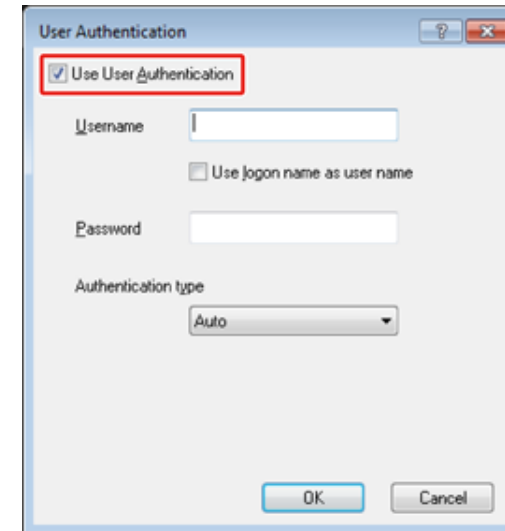 User Authentication
?
Use User Authentication
Username
Use logon name as user name
Password
Authentication type
Auto
OK Cancel